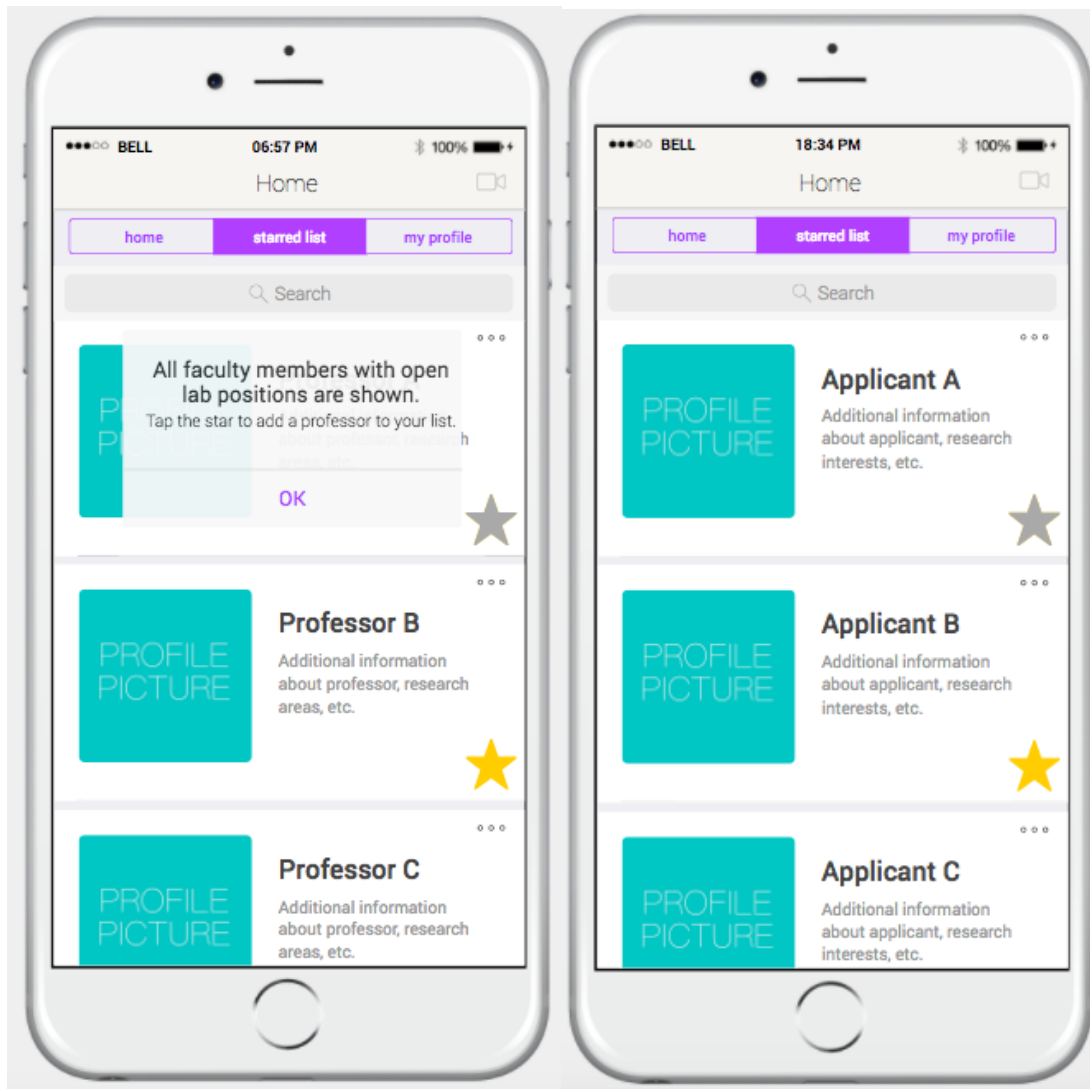 BELL 06:57 PM 100%
Home
home starred list my profile
Search
All faculty members with open
lab positions are shown.
Tap the star to add a professor to your list.
OK
PROFILE
PICTURE
Professor B
Additional information
about professor, research
areas, etc.
PROFILE
PICTURE
Professor C
Additional information
about professor, research
areas, etc.
BELL 18:34 PM 100%
Home
home starred list my profile
Search
PROFILE
PICTURE
Applicant A
Additional information
about applicant, research
interests, etc.
PROFILE
PICTURE
Applicant B
Additional information
about applicant, research
interests, etc.
PROFILE
PICTURE
Applicant C
Additional information
about applicant, research
interests, etc.